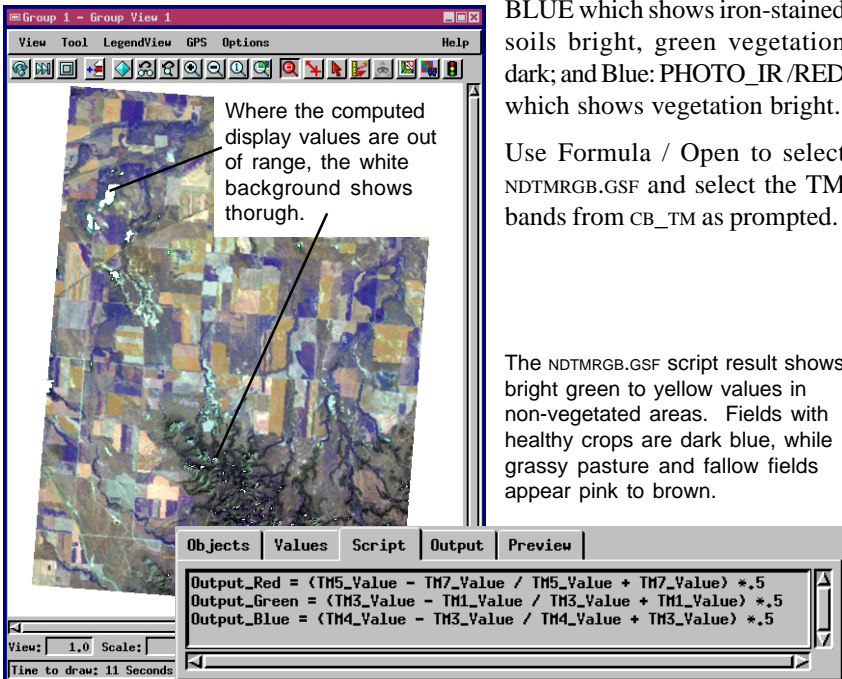 Group 1 - Group View 1
View Tool LegendView GPS Options Help
Where the computed
display values are out
of range, the white
background shows
thorugh.
BLUE which shows iron-stained
soils bright, green vegetation
dark; and Blue: PHOTO_IR /RED
which shows vegetation bright.
Use Formula / Open to select
NDTMRGB.GSF and select the TM
bands from CB_TM as prompted.
The NDTMRGB.GSF script result shows
bright green to yellow values in
non-vegetated areas. Fields with
healthy crops are dark blue, while
grassy pasture and fallow fields
appear pink to brown.
Objects Values Script Output Preview
Output_Red = (TM5_Value - TM7_Value / TM5_Value + TM7_Value) *.5
Output_Green = (TM3_Value - TM1_Value / TM3_Value + TM1_Value) *.5
Output_Blue = (TM4_Value - TM3_Value / TM4_Value + TM3_Value) *.5
View: 1.0 Scale:
Time to draw: 11 Seconds